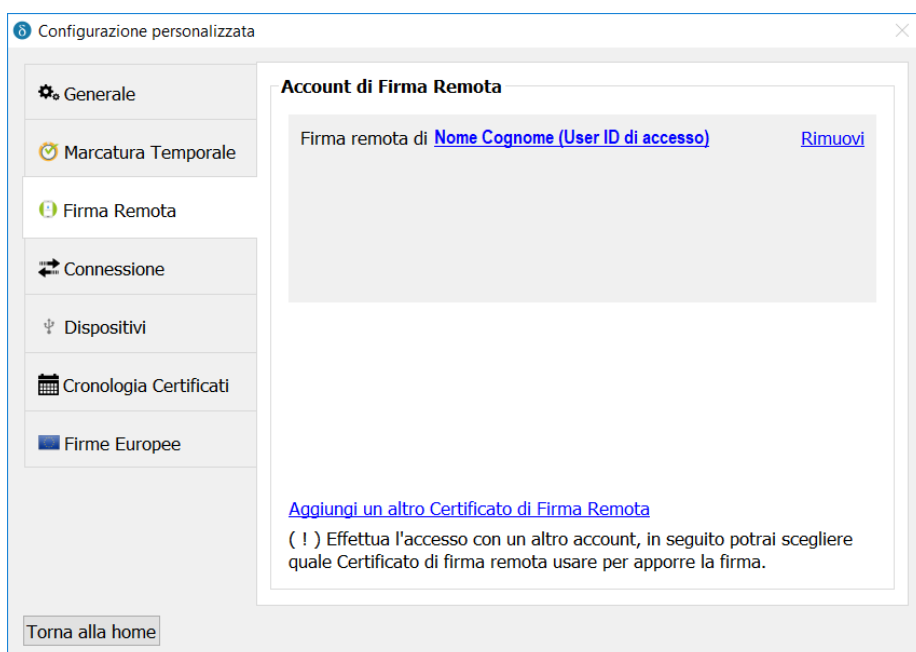 Configurazione personalizzata
Generale
Marcatura Temporale
Firma Remota
Connessione
Dispositivi
Cronologia Certificati
Firme Europee
Account di Firma Remota
Firma remota di Nome Cognome (User ID di accesso) Rimuovi
Aggiungi un altro Certificato di Firma Remota
( ! ) Effettua l'accesso con un altro account, in seguito potrai scegliere
quale Certificato di firma remota usare per apporre la firma.
Torna alla home